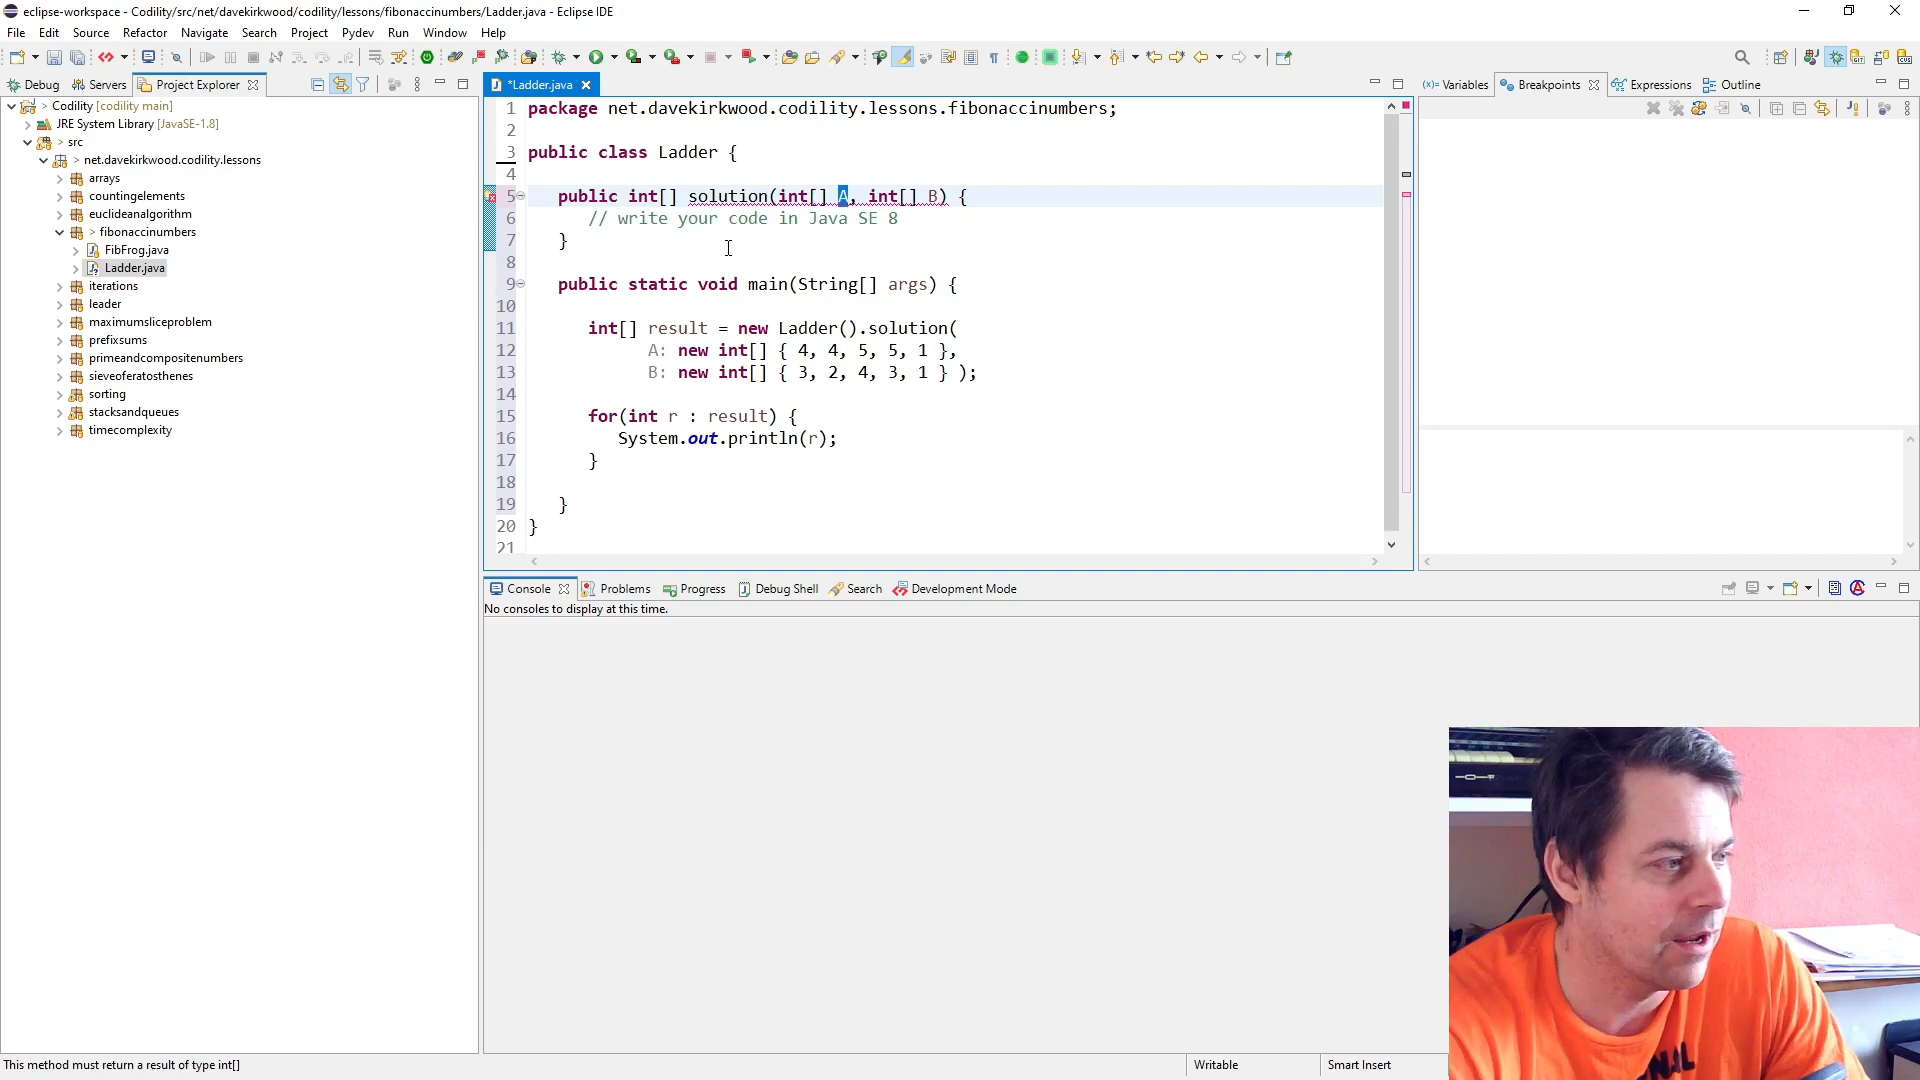 eclipse-workspace - Codility/src/net/davekirkwood/codility/lessons/fibonaccinumbers/Ladder.java - Eclipse IDE
File Edit Source Refactor Navigate Search Project Pydev Run Window Help
Debug Servers Project Explorer
*Ladder.java
(x)= Variables Breakpoints Expressions Outline
> Codility [codility main]
JRE System Library [JavaSE-1.8]
> src
> net.davekirkwood.codility.lessons
arrays
countingelements
euclideanalgorithm
> fibonaccinumbers
FibFrog.java
Ladder.java
iterations
leader
maximumsliceproblem
prefixsums
primeandcompositenumbers
sieveoferatosthenes
sorting
stacksandqueues
timecomplexity
1 package net.davekirkwood.codility.lessons.fibonaccinumbers;
2
3 public class Ladder {
4
5 public int[] solution(int[] A, int[] B) {
6 // write your code in Java SE 8
7 }
8
9 public static void main(String[] args) {
10
11 int[] result = new Ladder().solution(
12 A: new int[] { 4, 4, 5, 5, 1 },
13 B: new int[] { 3, 2, 4, 3, 1 } );
14
15 for(int r : result) {
16 System.out.println(r);
17 }
18
19 }
20 }
21
Console Problems Progress Debug Shell Search Development Mode
No consoles to display at this time.
This method must return a result of type int[]
Writable
Smart Insert